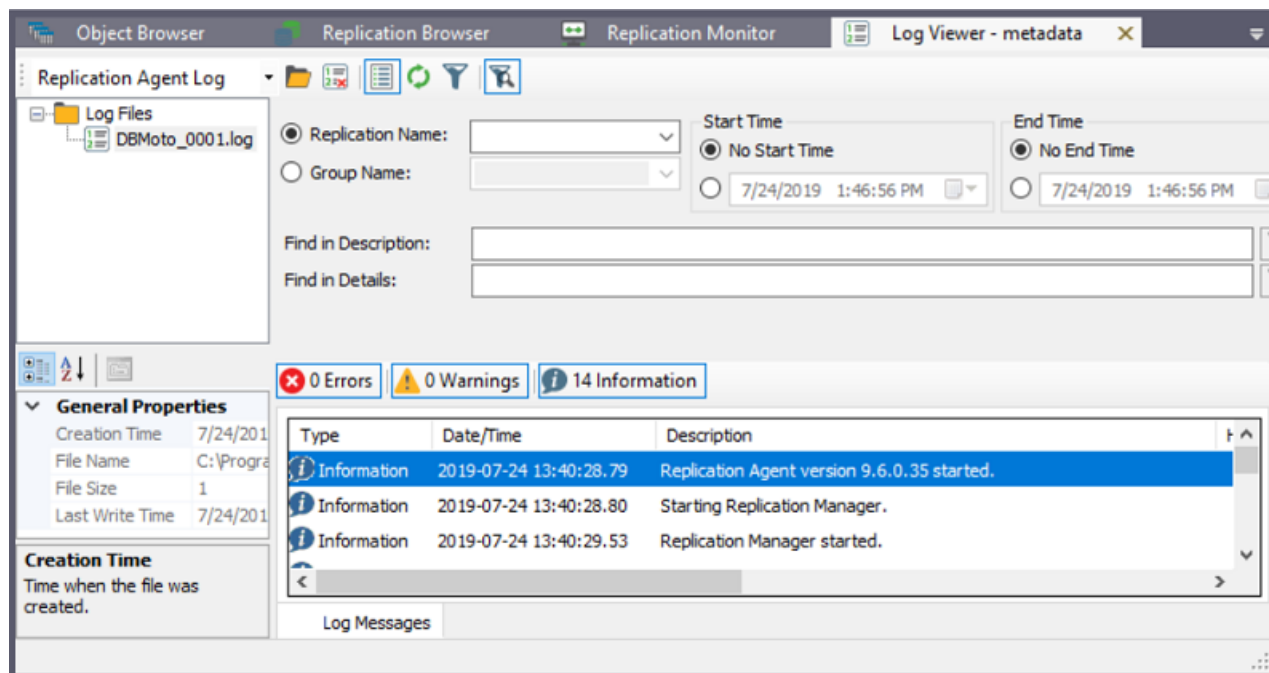 Object Browser Replication Browser Replication Monitor Log Viewer - metadata
Replication Agent Log
Log Files
DBMoto_0001.log
Replication Name:
Group Name:
Start Time
No Start Time
7/24/2019 1:46:56 PM
End Time
No End Time
7/24/2019 1:46:56 PM
Find in Description:
Find in Details:
General Properties
Creation Time 7/24/201
File Name C:\Progra
File Size 1
Last Write Time 7/24/201
Creation Time
Time when the file was
created.
0 Errors 0 Warnings 14 Information
Type Date/Time Description
Information 2019-07-24 13:40:28.79 Replication Agent version 9.6.0.35 started.
Information 2019-07-24 13:40:28.80 Starting Replication Manager.
Information 2019-07-24 13:40:29.53 Replication Manager started.
Log Messages